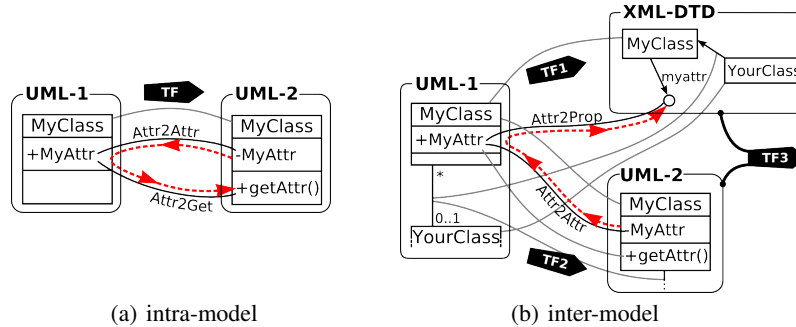 TF
UML-1
UML-2
MyClass
MyClass
Attr2Attr
+MyAttr
-MyAttr
+getAttr()
Attr2Get
(a) intra-model
XML-DTD
MyClass
TF1
myattr
YourClass
UML-1
MyClass
Attr2Prop
+MyAttr
TF3
*
UML-2
Attr2Attr
MyClass
0..1
MyAttr
YourClass
+getAttr()
TF2
(b) inter-model